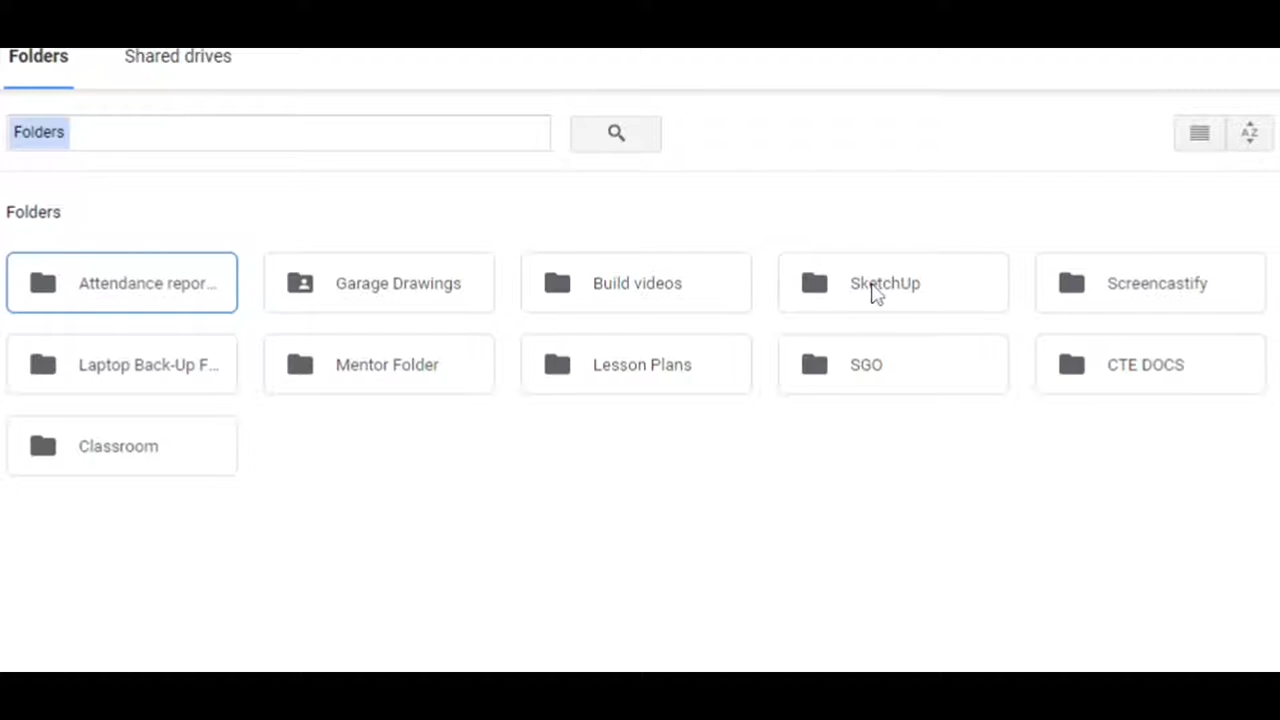 Folders Shared drives
Folders
AZ
Folders
Attendance repor... Garage Drawings Build videos SketchUp Screencastify
Laptop Back-Up F... Mentor Folder Lesson Plans SGO CTE DOCS
Classroom